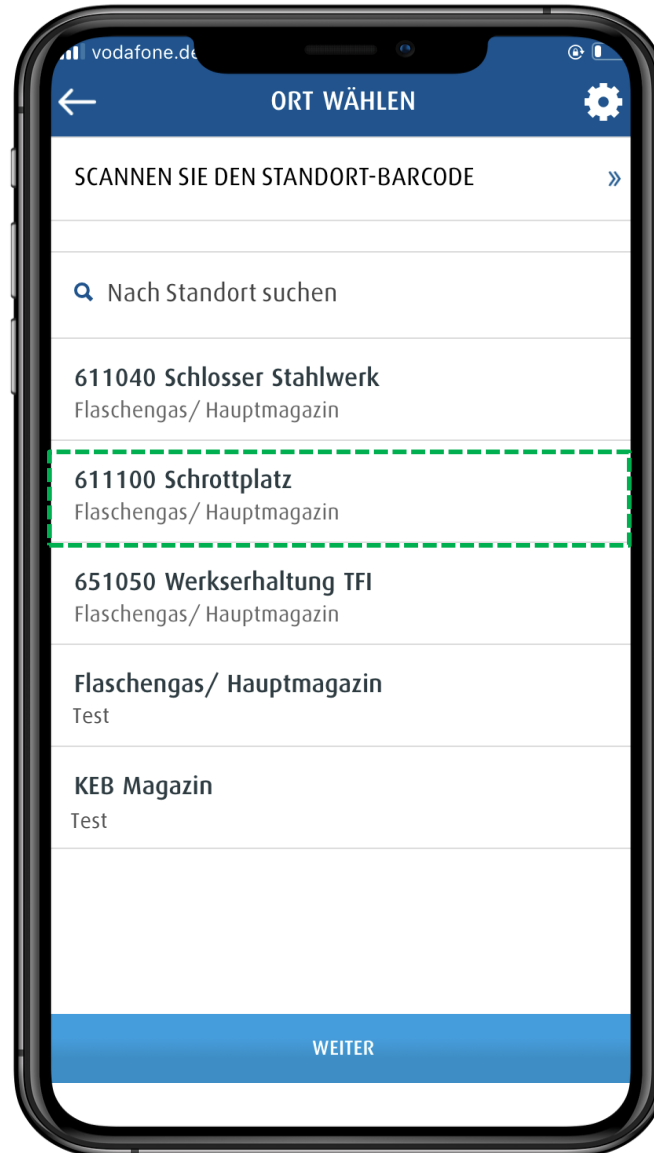 vodafone.de
ORT WÄHLEN
SCANNEN SIE DEN STANDORT-BARCODE »
Nach Standort suchen
611040 Schlosser Stahlwerk
Flaschengas/ Hauptmagazin
611100 Schrottplatz
Flaschengas/ Hauptmagazin
651050 Werkserhaltung TFI
Flaschengas/ Hauptmagazin
Flaschengas/ Hauptmagazin
Test
KEB Magazin
Test
WEITER